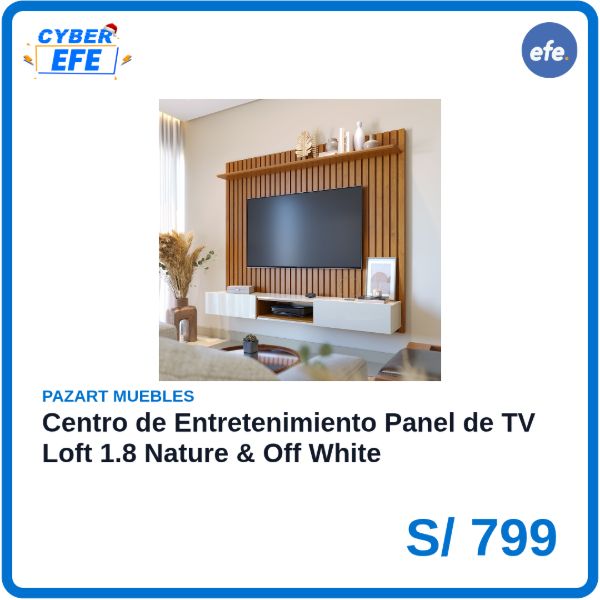 CYBER
EFE
efe.
PAZART MUEBLES
Centro de Entretenimiento Panel de TV
Loft 1.8 Nature & Off White
S/ 799